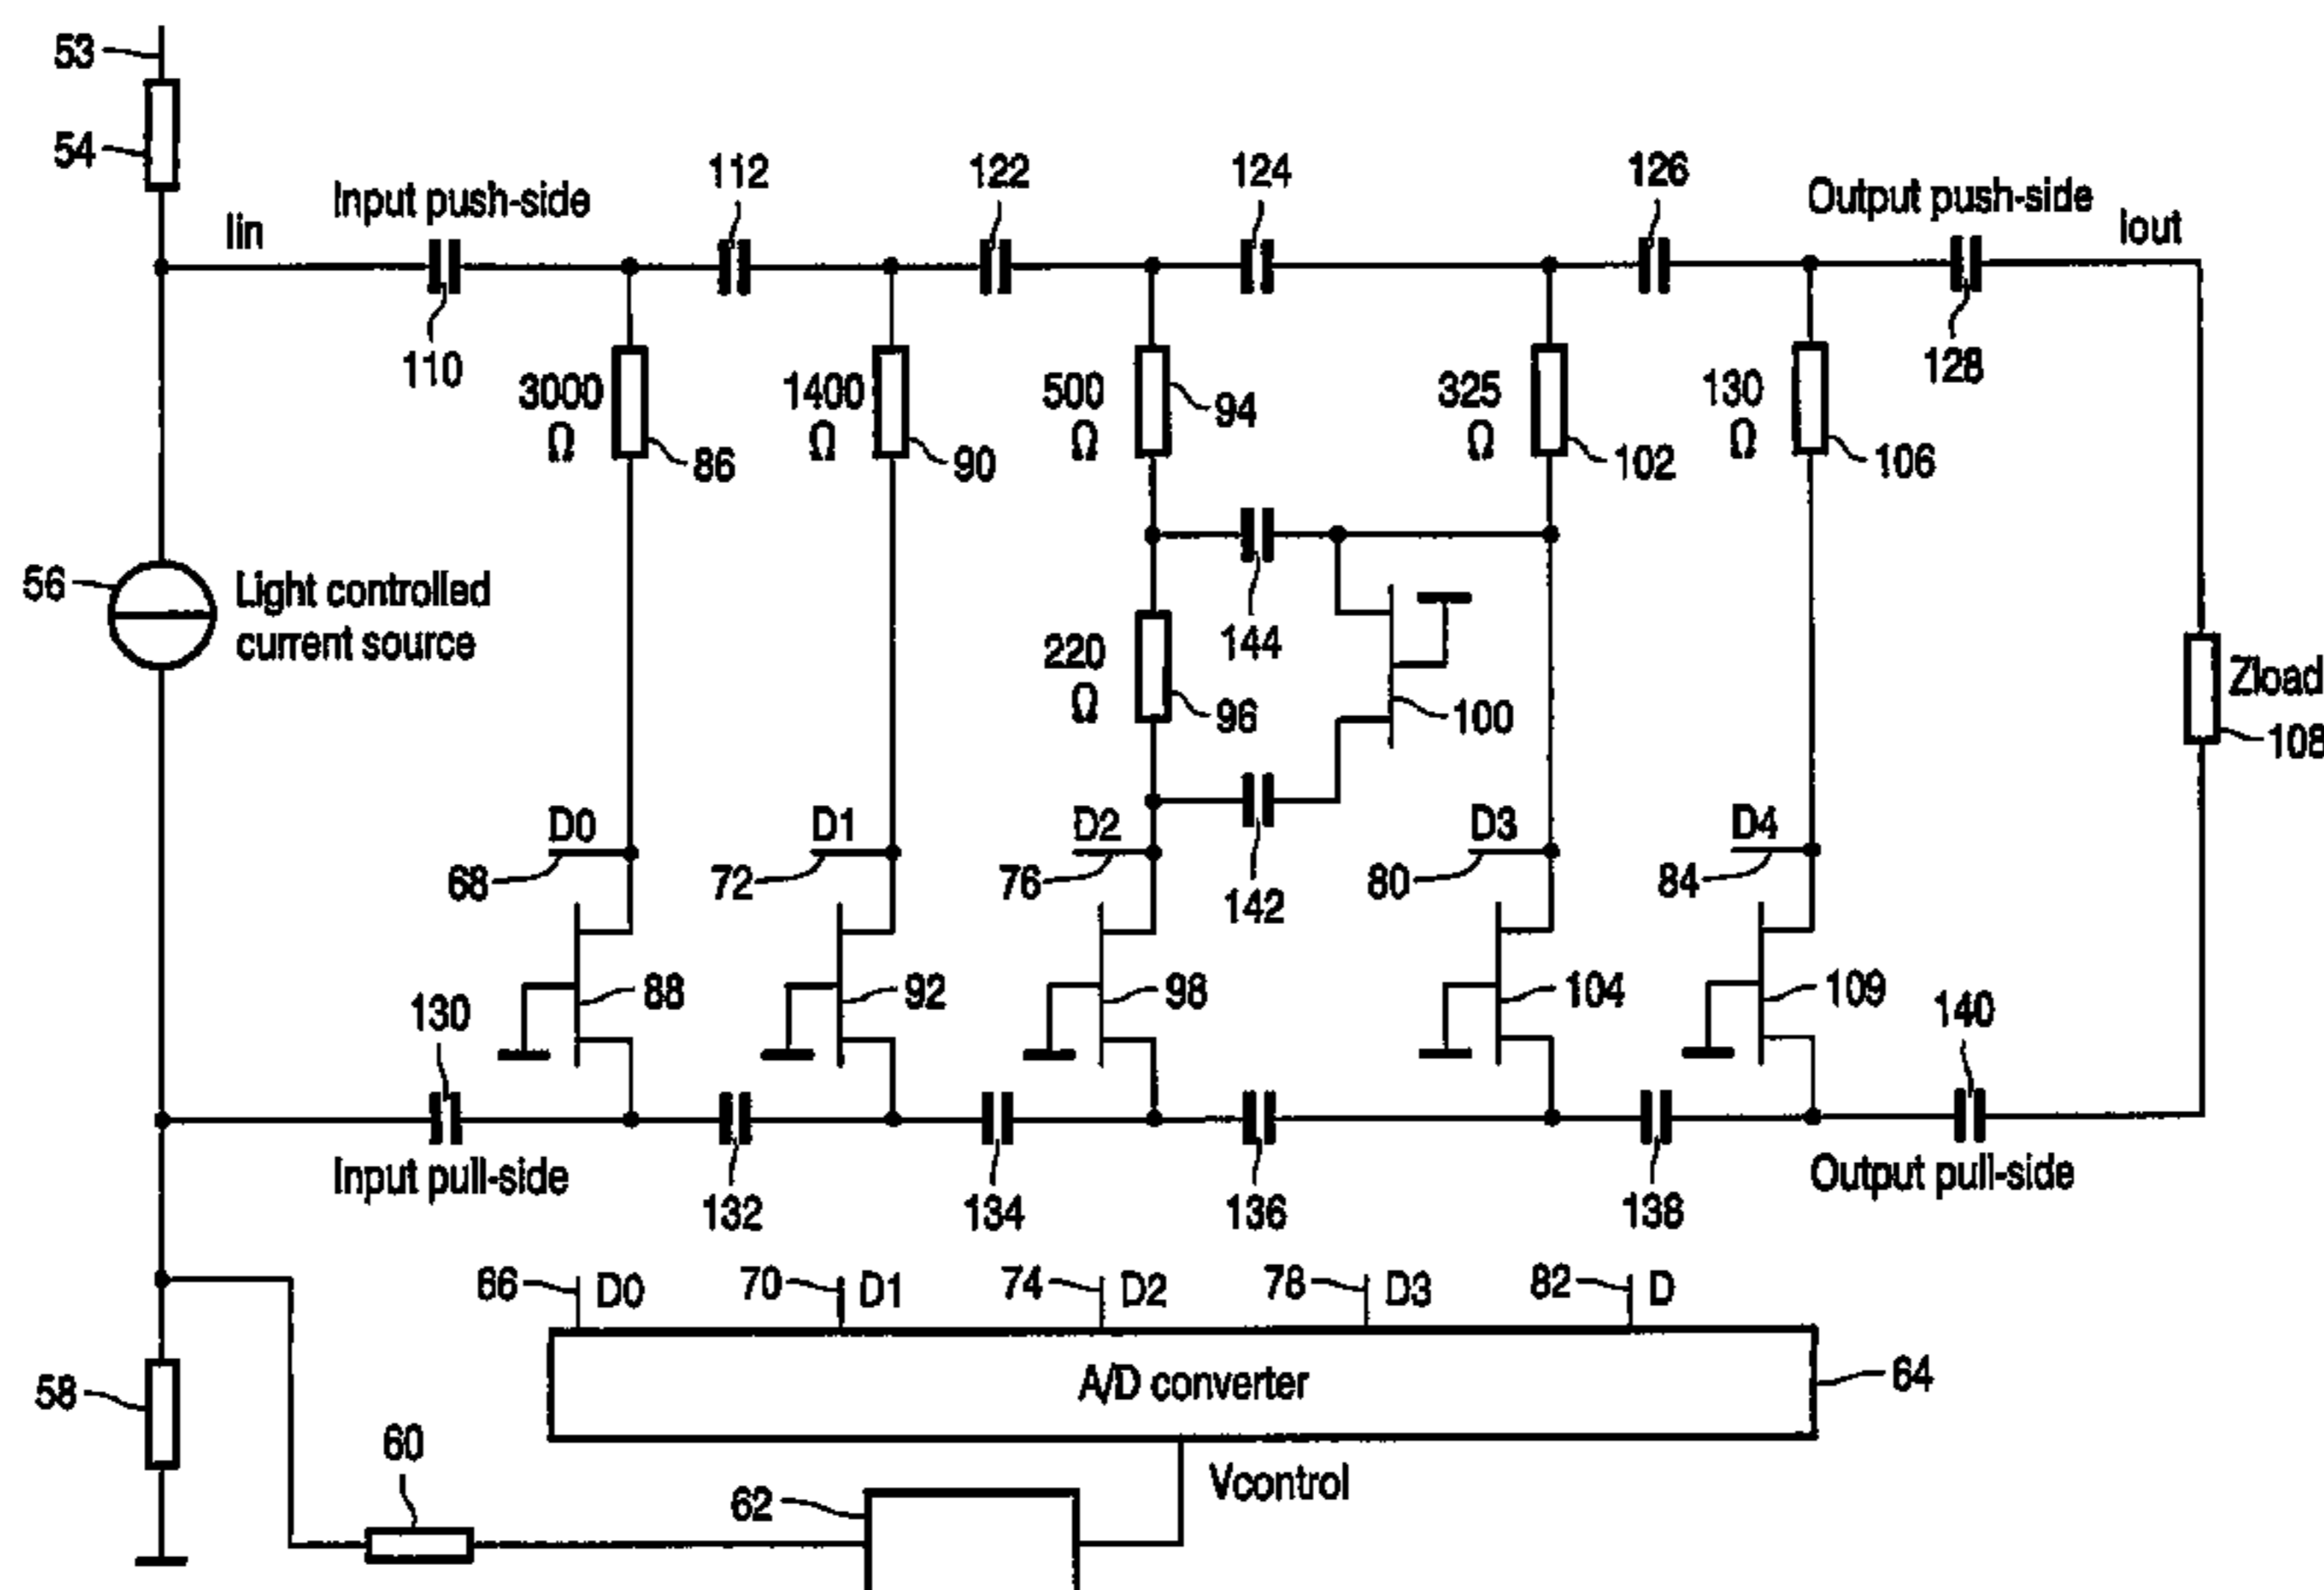 53
54
Iin
Input push-side
110
112
122
124
126
Output push-side
128
Iout
56
Light controlled
current source
3000
Ω
86
1400
Ω
90
500
Ω
94
325
Ω
102
130
Ω
106
144
220
Ω
96
100
Zload
108
142
D0
68
D1
72
D2
76
D3
80
D4
84
88
92
98
104
109
130
140
Input pull-side
132
134
136
138
Output pull-side
66
D0
70
D1
74
D2
78
D3
82
D
A/D converter
64
58
60
62
Vcontrol